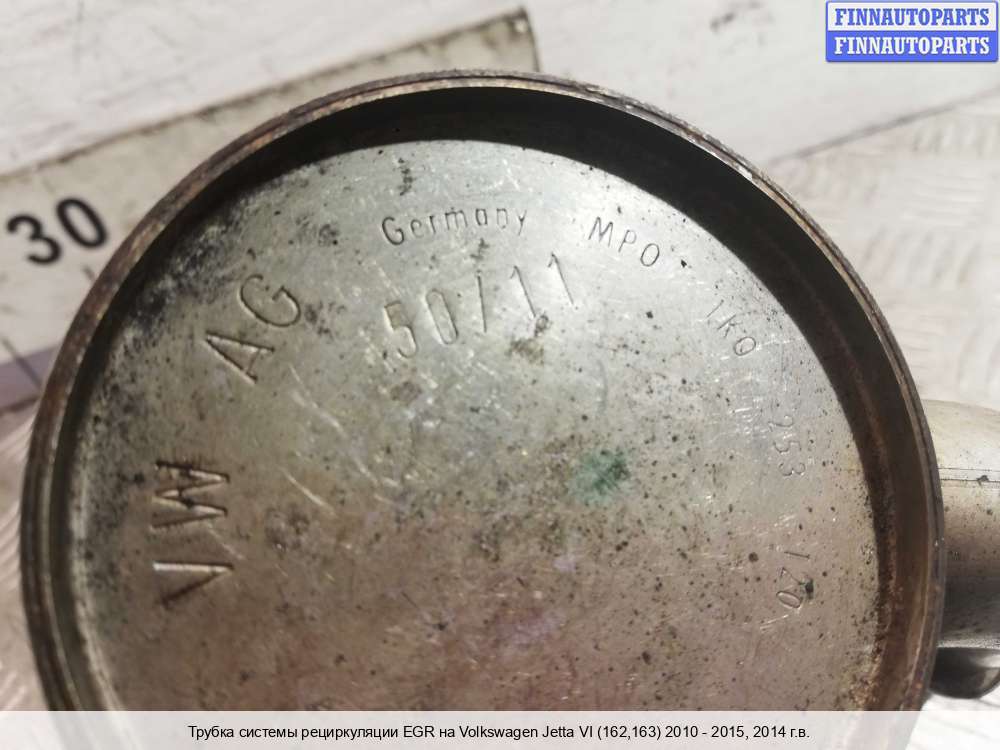 FINNAUTOPARTS
FINNAUTOPARTS
30
Germany MPO 1K0 253 120
50/11
VW AG
Трубка системы рециркуляции EGR на Volkswagen Jetta VI (162,163) 2010 - 2015, 2014 г.в.